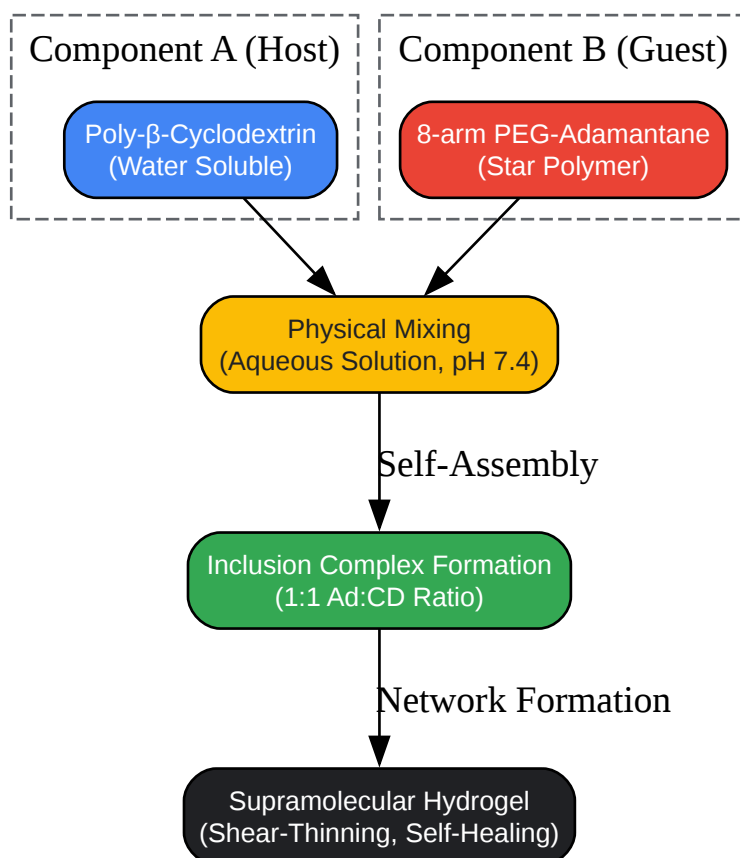 Component A (Host)
Component B (Guest)
Poly-β-Cyclodextrin
(Water Soluble)
8-arm PEG-Adamantane
(Star Polymer)
Physical Mixing
(Aqueous Solution, pH 7.4)
Self-Assembly
Inclusion Complex Formation
(1:1 Ad:CD Ratio)
Network Formation
Supramolecular Hydrogel
(Shear-Thinning, Self-Healing)